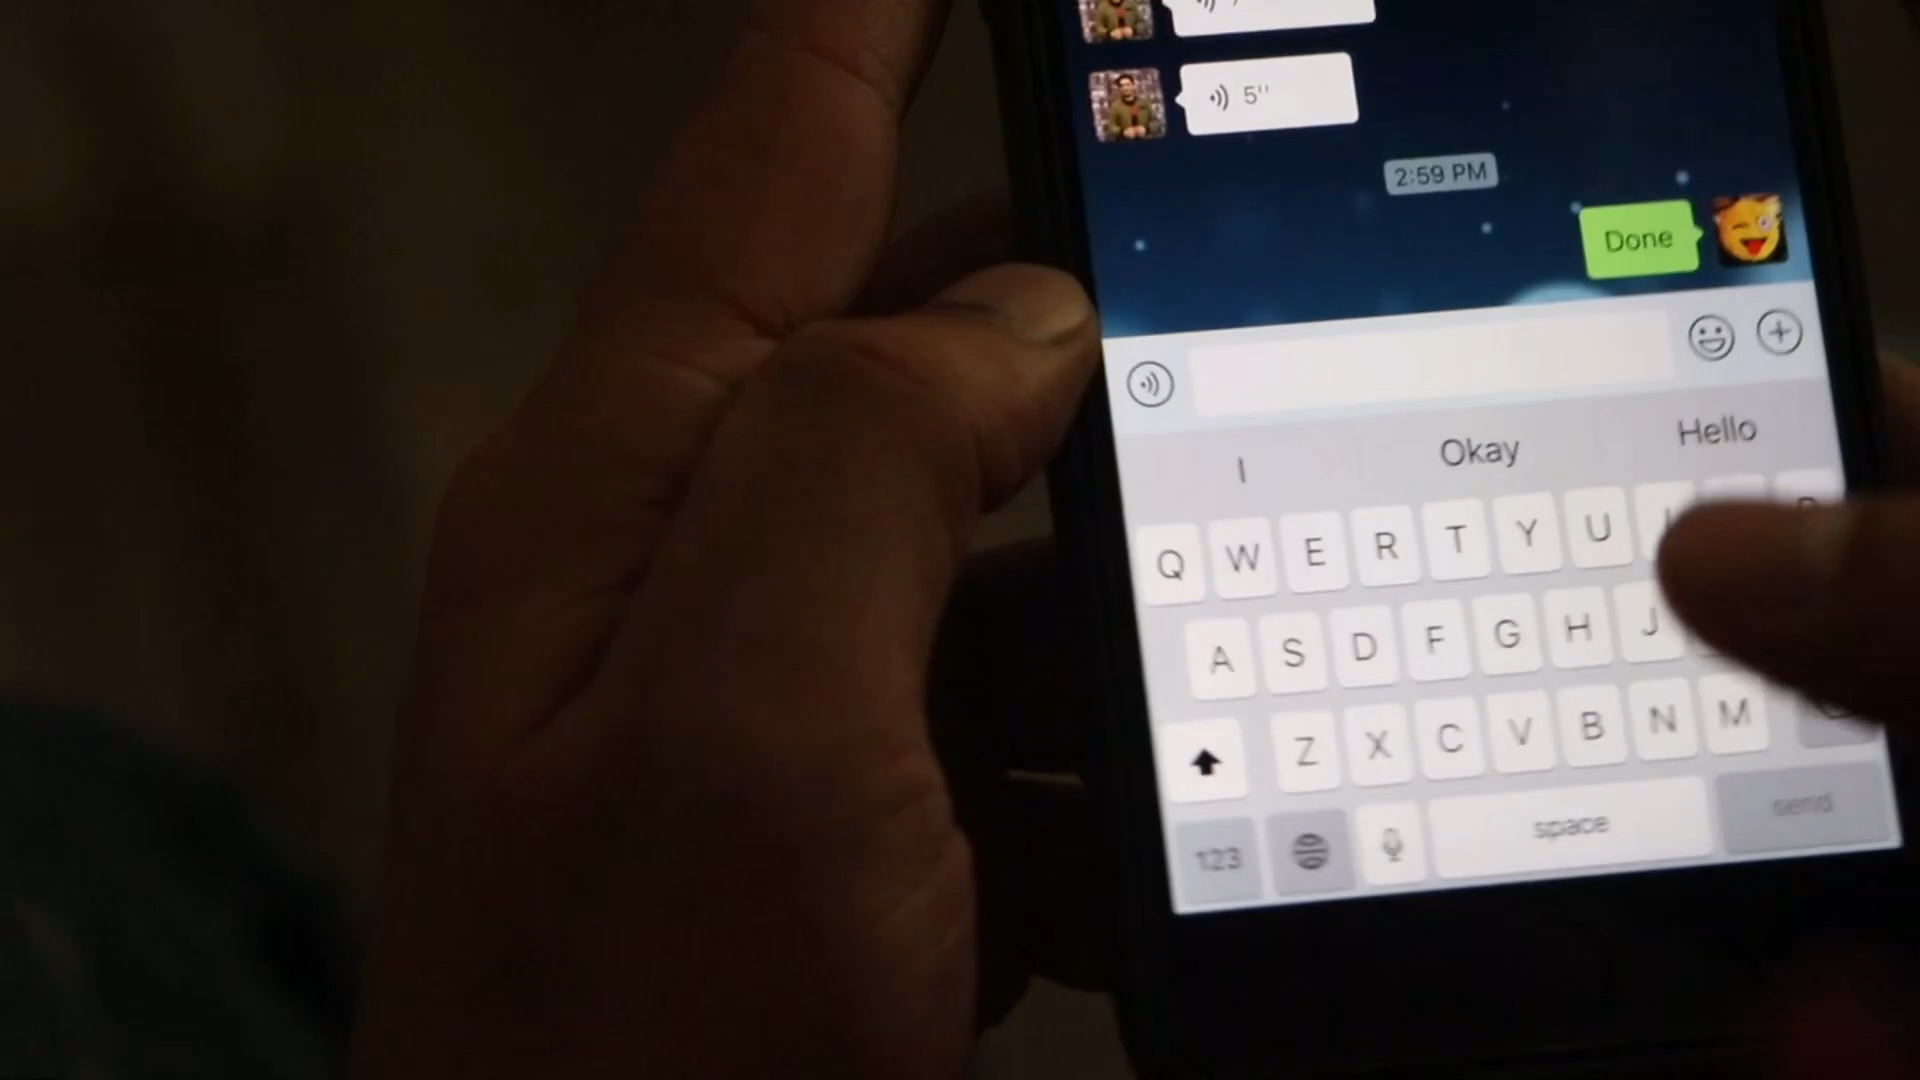 5''
2:59 PM
Done
I Okay Hello
Q W E R T Y U
A S D F G H J
Z X C V B N M
123 space send